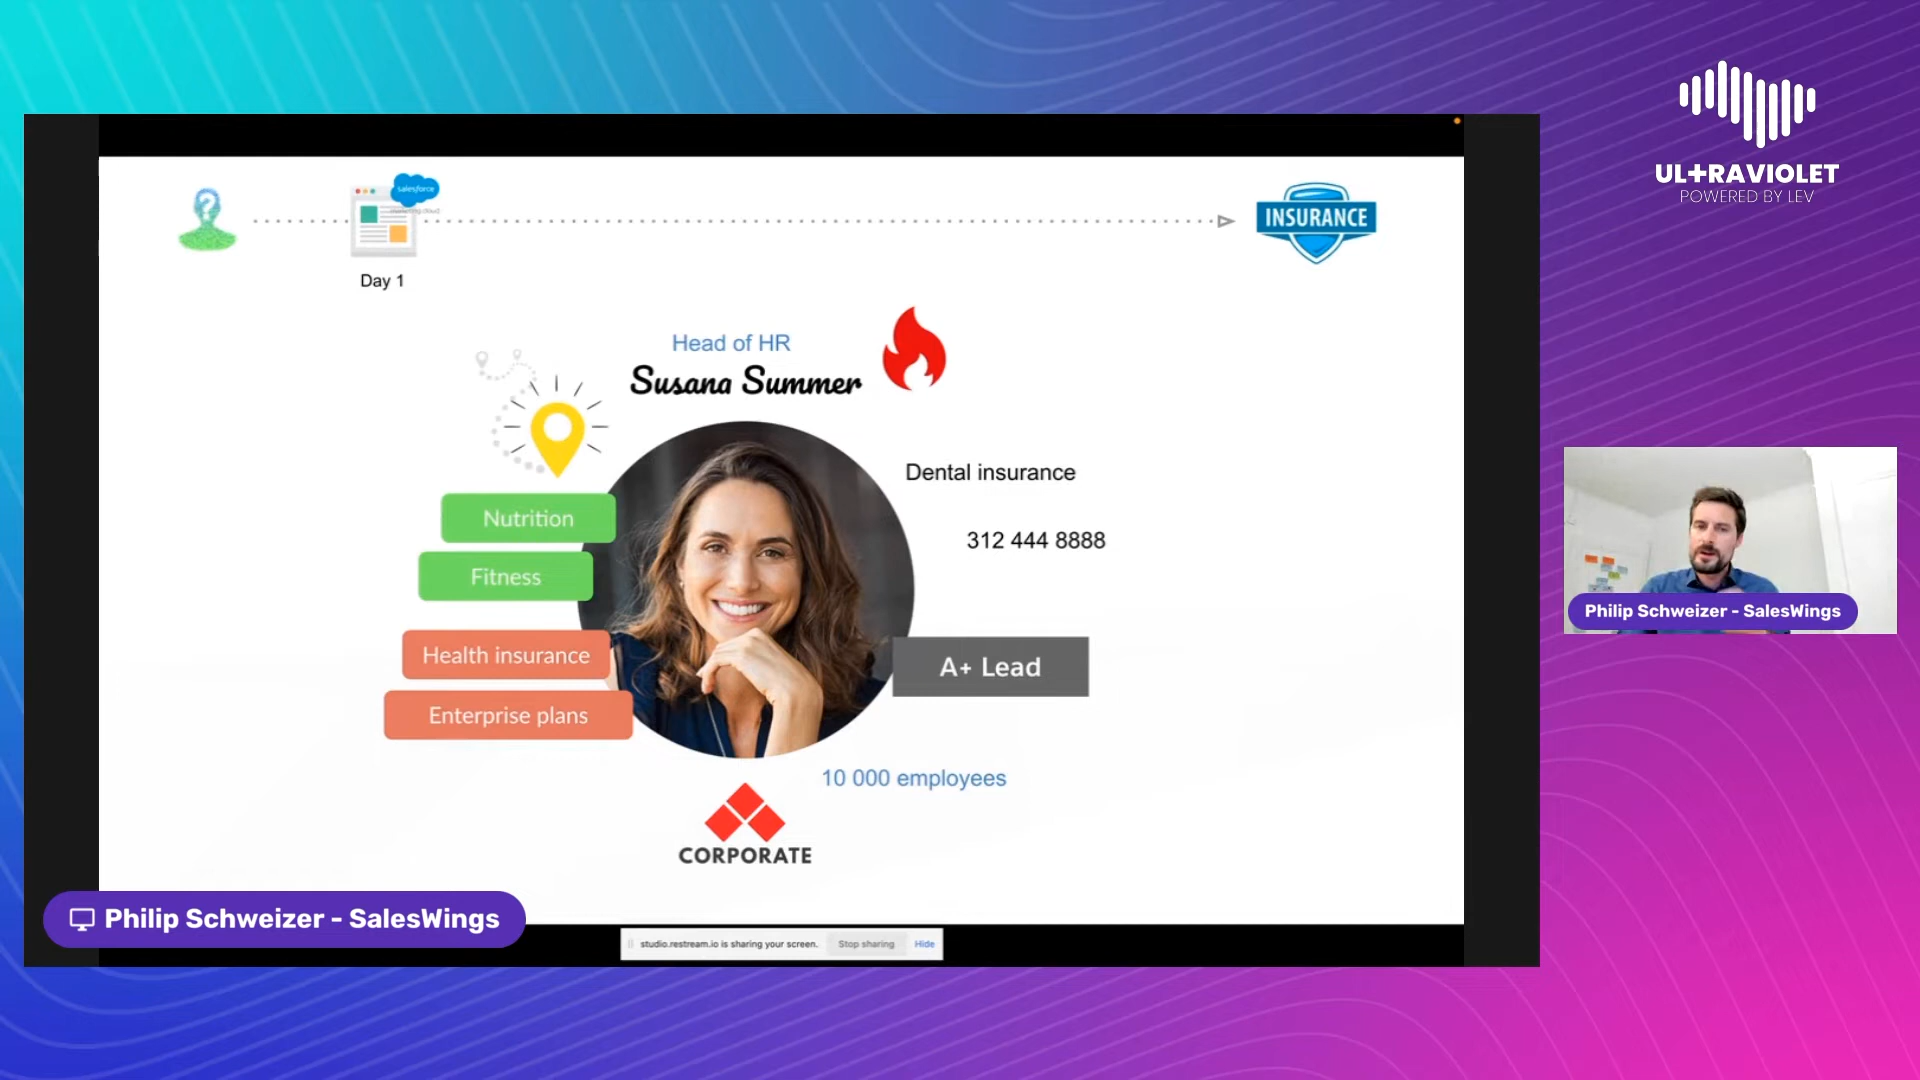 UL+RAVIOLET
POWERED BY LEV
salesforce
INSURANCE
Day 1
Head of HR
Susana Summer
Dental insurance
Nutrition
312 444 8888
Fitness
Health insurance
A+ Lead
Enterprise plans
10 000 employees
CORPORATE
Philip Schweizer - SalesWings
Philip Schweizer - SalesWings
studio.restream.io is sharing your screen.
Stop sharing
Hide